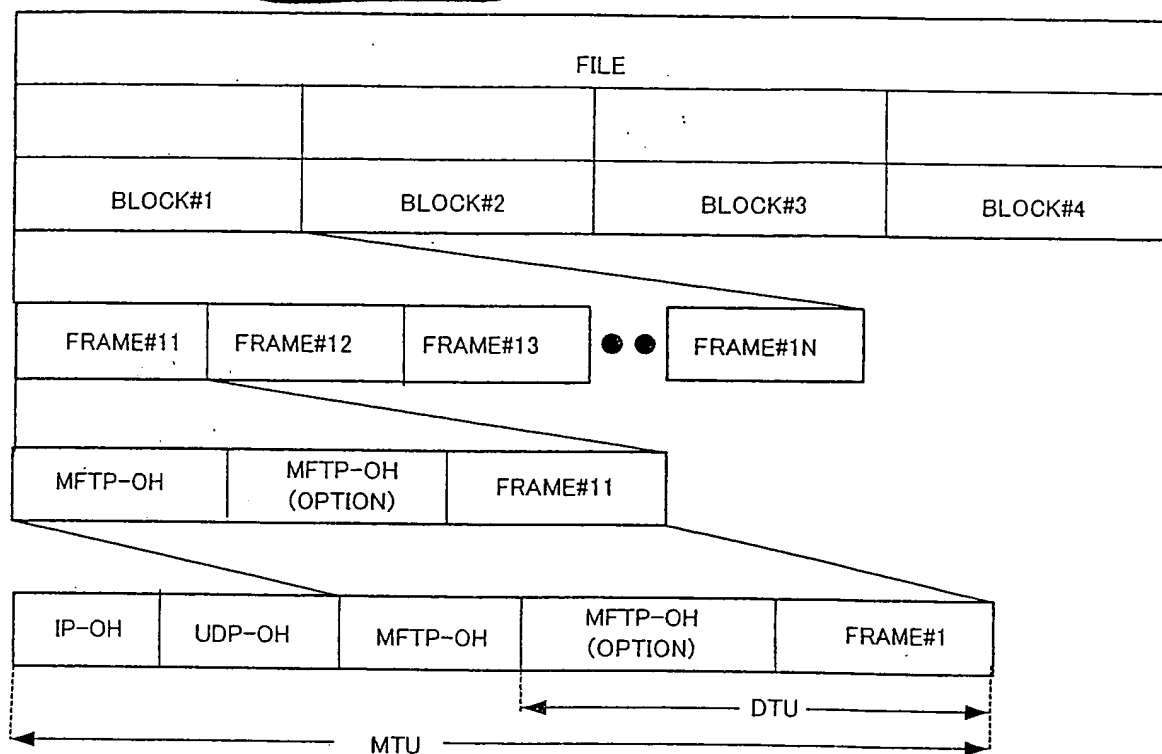 FILE
BLOCK#1 BLOCK#2 BLOCK#3 BLOCK#4
FRAME#11 FRAME#12 FRAME#13 ●● FRAME#1N
MFTP-OH MFTP-OH (OPTION) FRAME#11
IP-OH UDP-OH MFTP-OH MFTP-OH (OPTION) FRAME#1
DTU
MTU